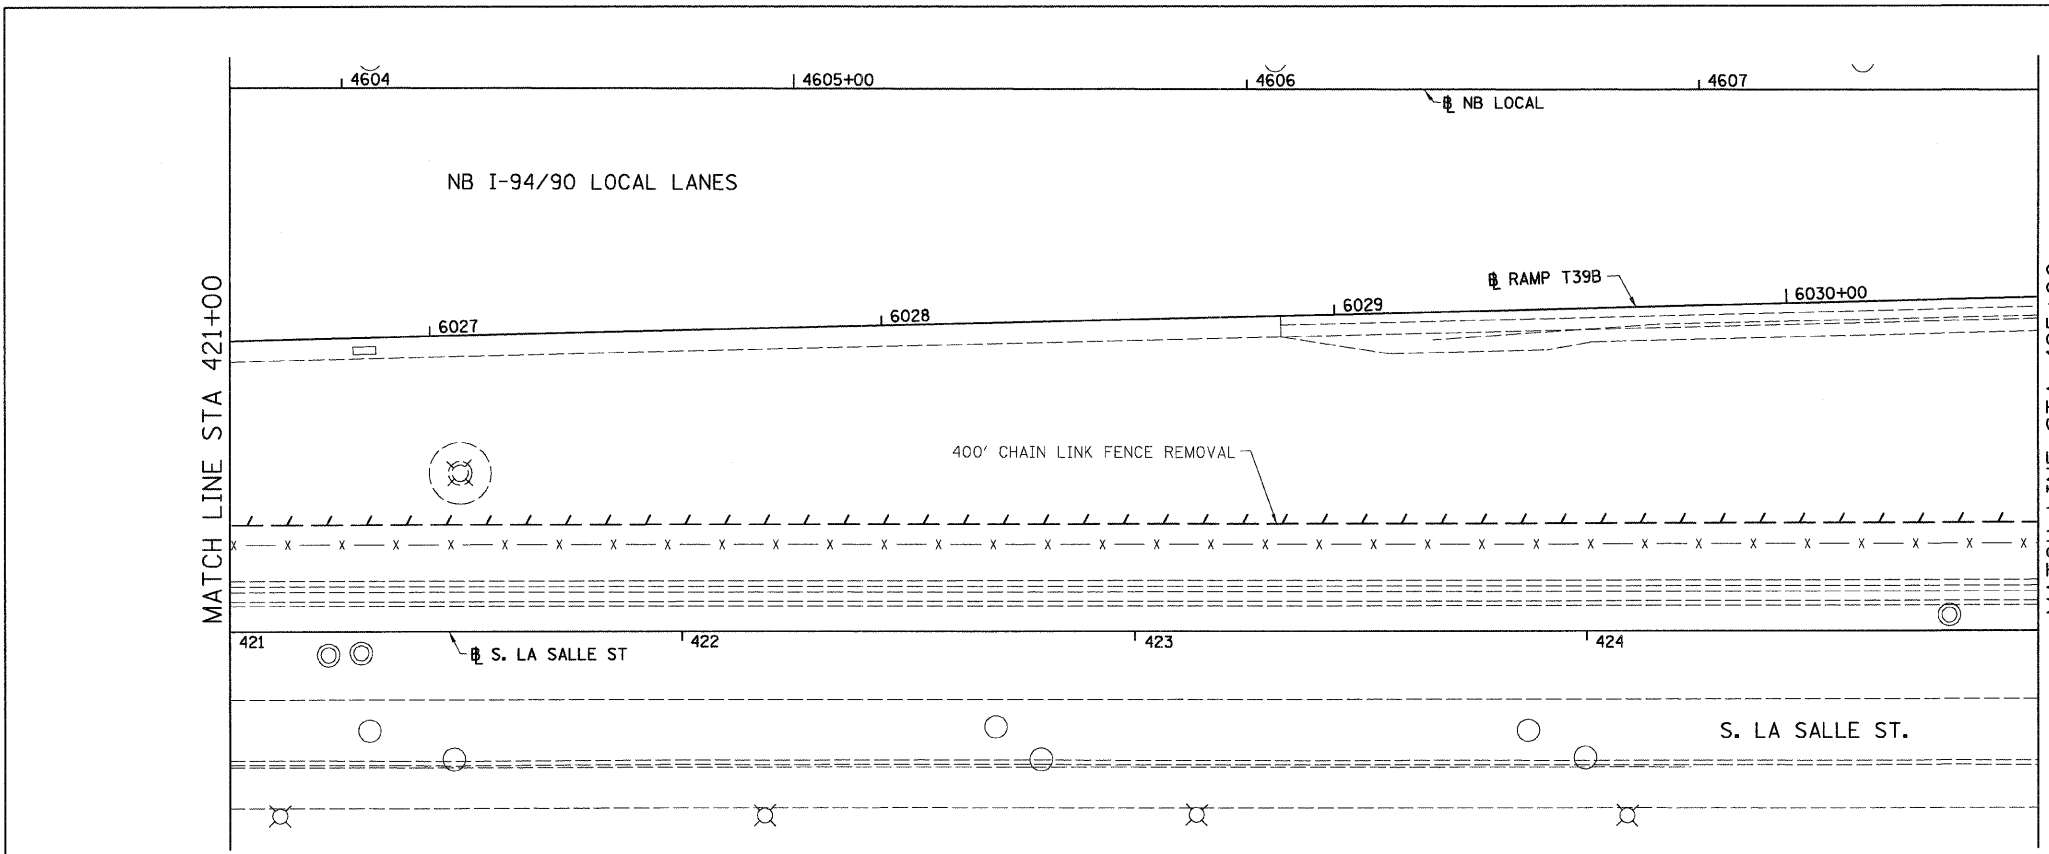 4604
4605+00
4606
4607
℄ NB LOCAL
NB I-94/90 LOCAL LANES
℄ RAMP T39B
6027
6028
6029
6030+00
MATCH LINE STA 421+00
400' CHAIN LINK FENCE REMOVAL
421
422
423
424
℄ S. LA SALLE ST
S. LA SALLE ST.